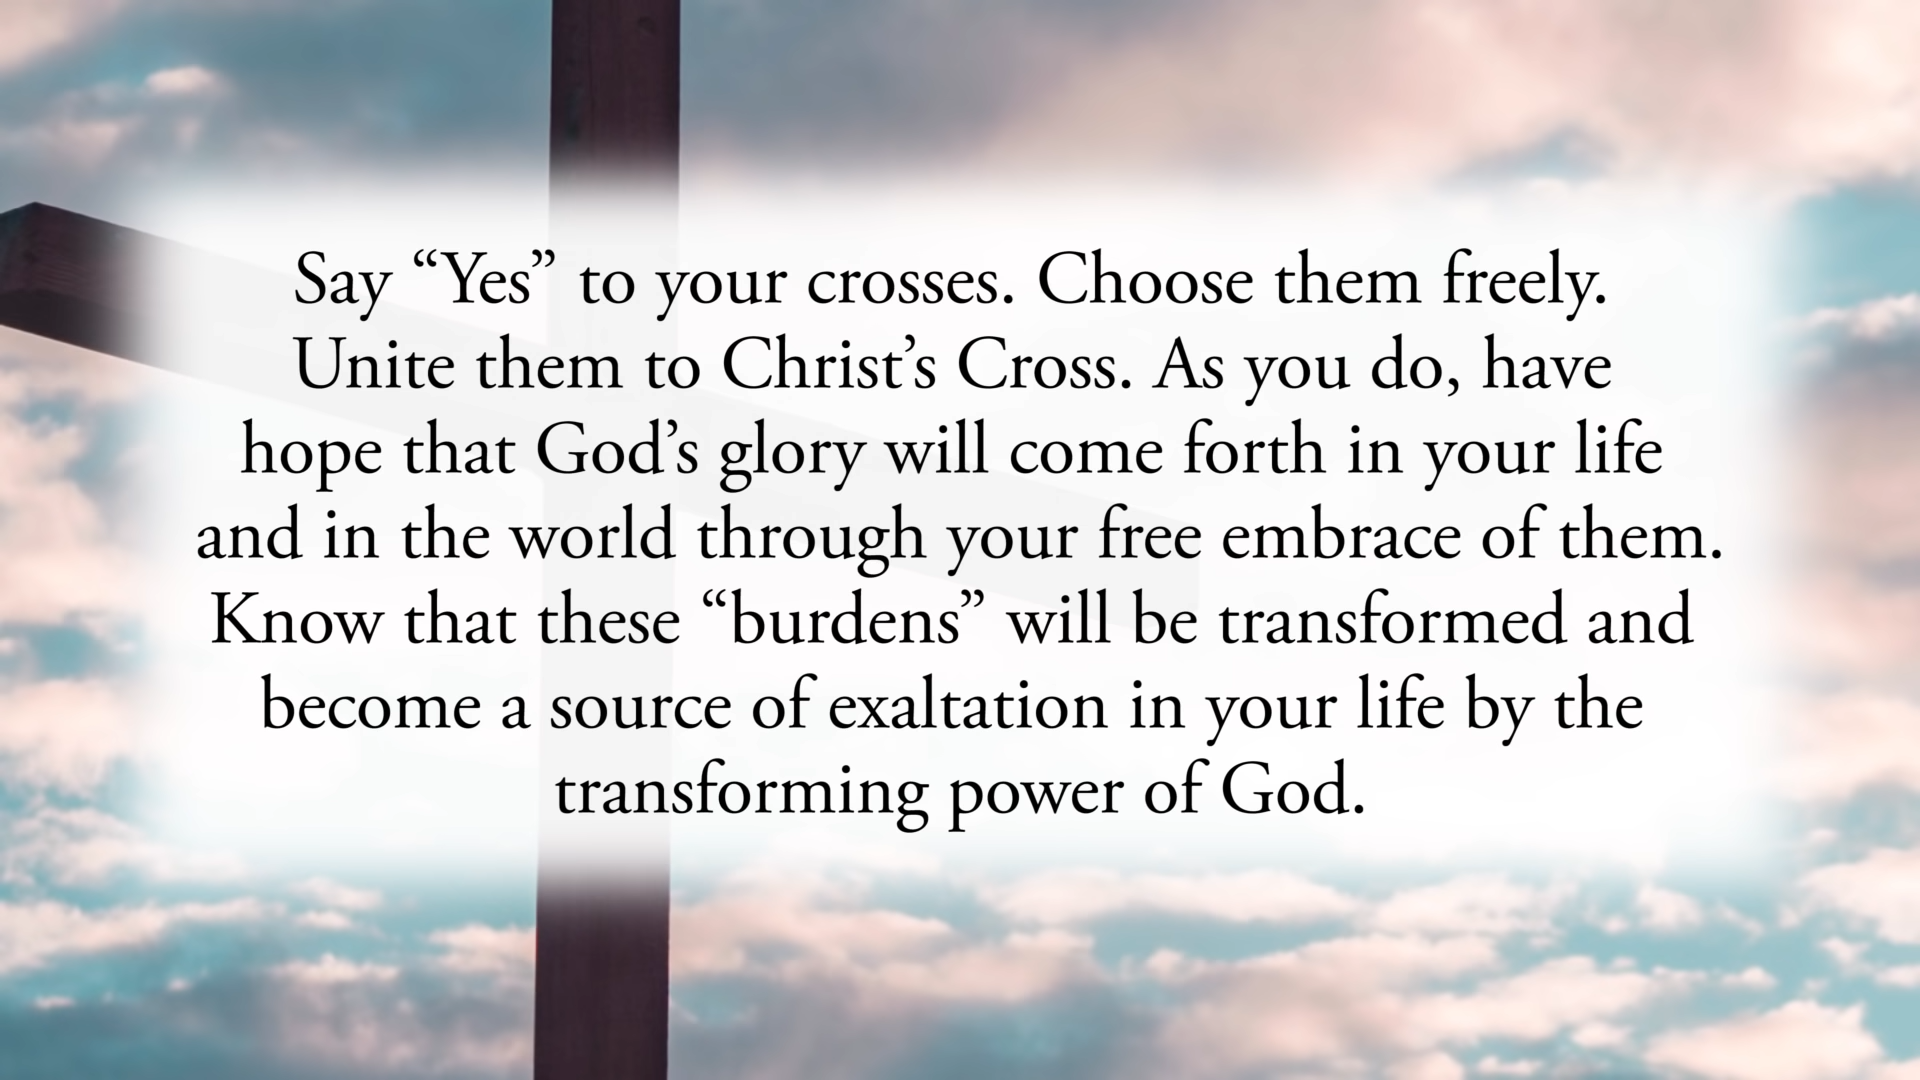 Say “Yes” to your crosses. Choose them freely.
Unite them to Christ’s Cross. As you do, have
hope that God’s glory will come forth in your life
and in the world through your free embrace of them.
Know that these “burdens” will be transformed and
become a source of exaltation in your life by the
transforming power of God.